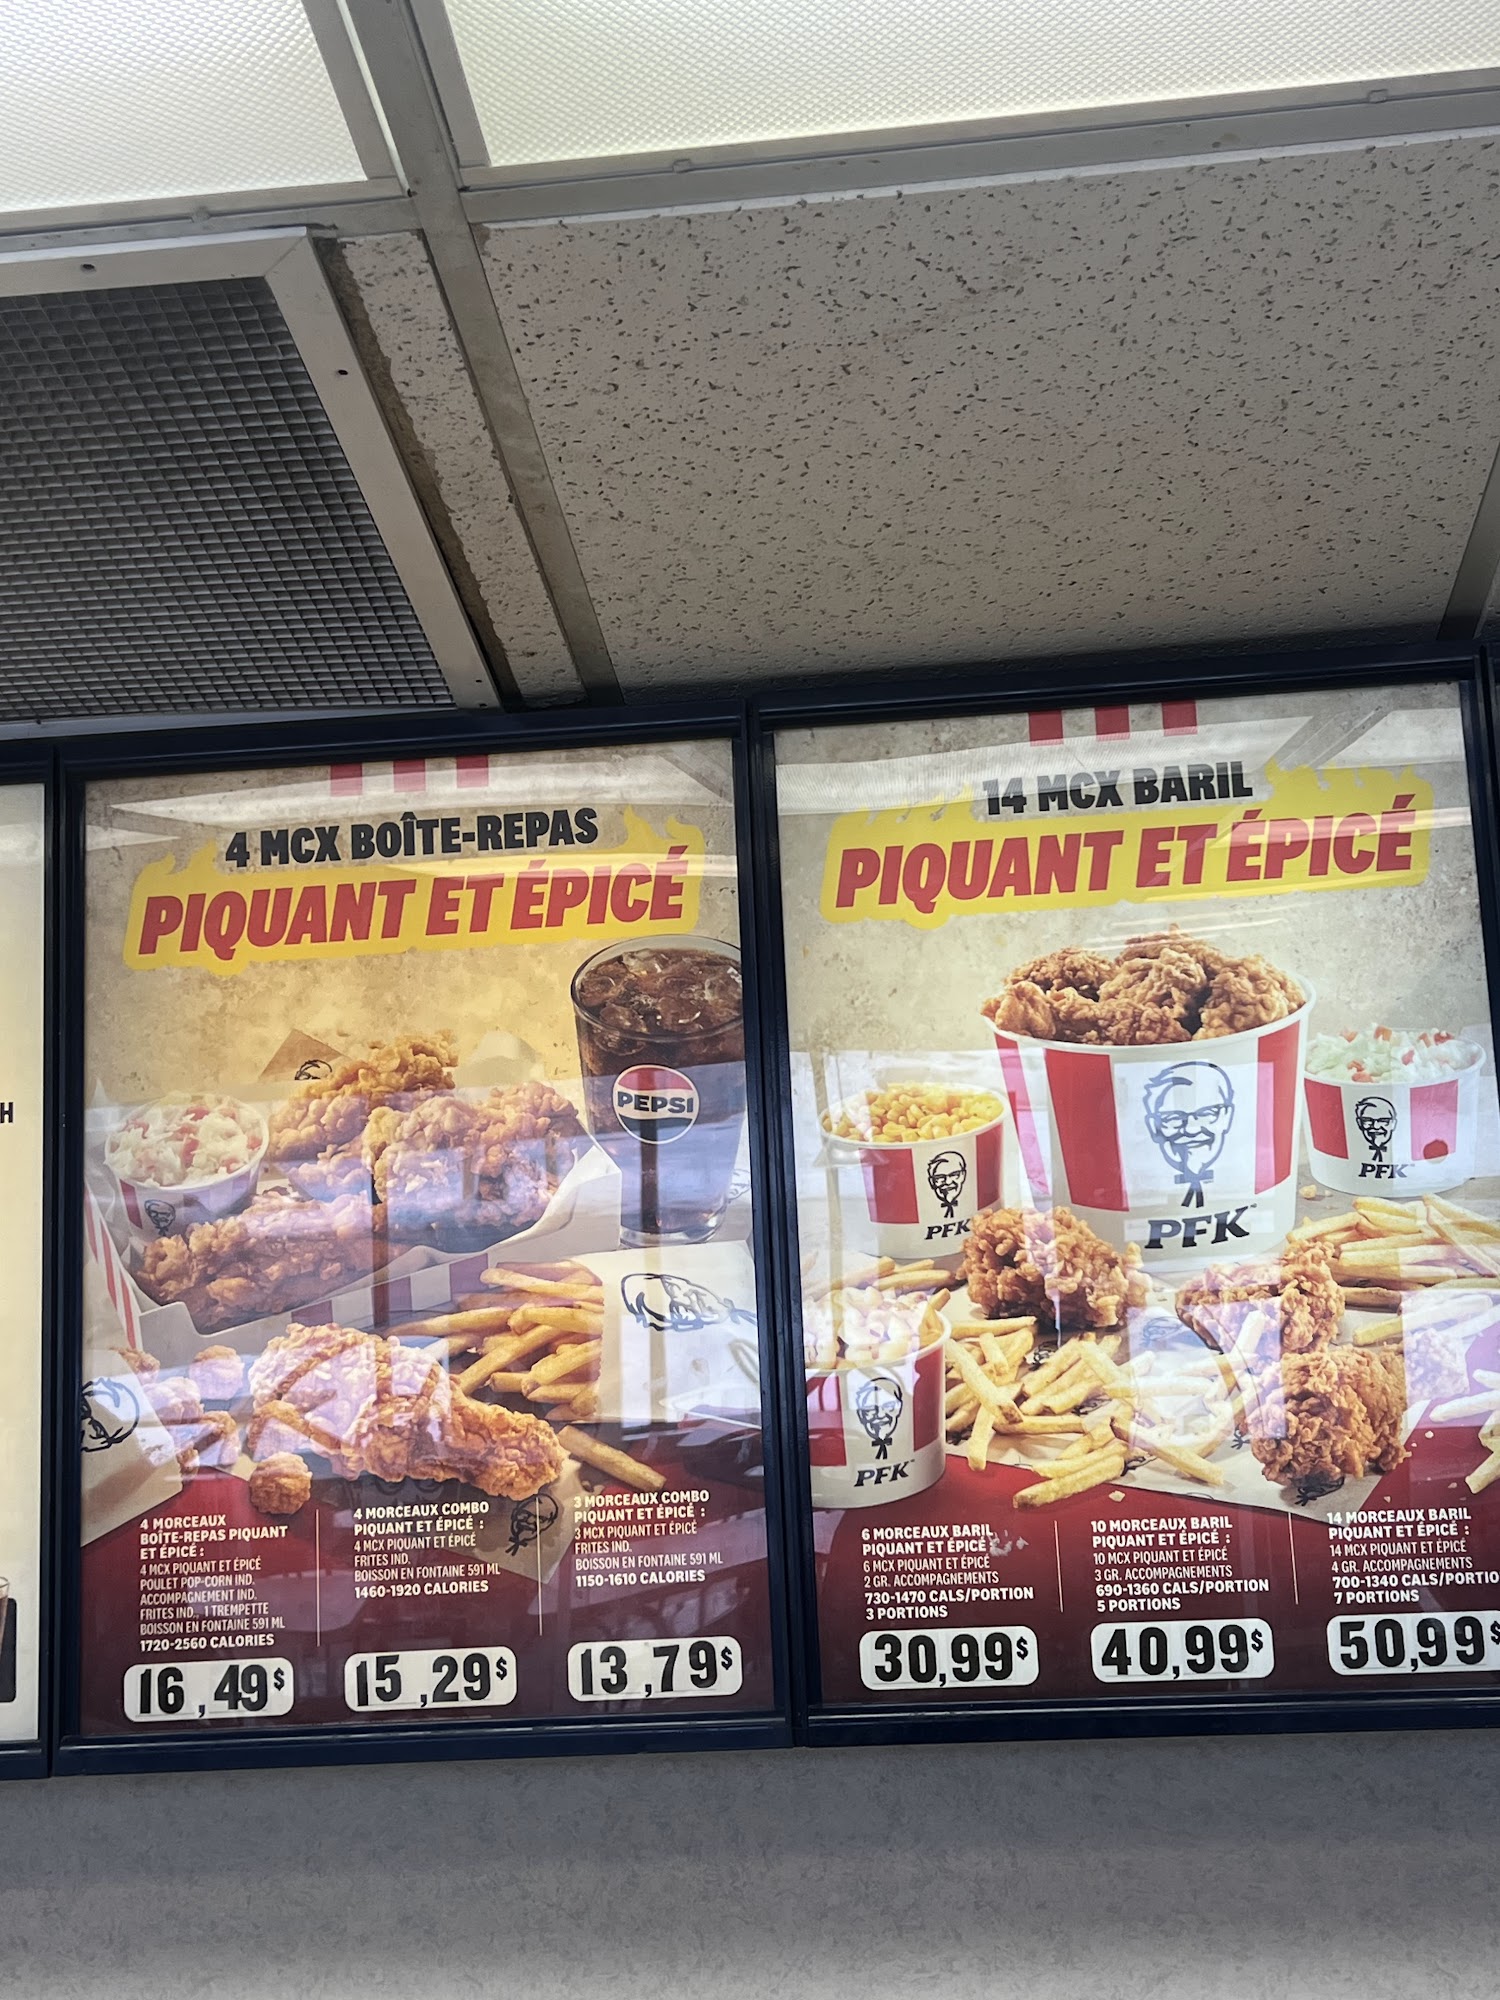 H
4 MCX BOÎTE-REPAS
PIQUANT ET ÉPICÉ
PEPSI
4 MORCEAUX
BOÎTE-REPAS PIQUANT
ET ÉPICÉ :
4 MCX PIQUANT ET ÉPICÉ
POULET POP-CORN IND.
ACCOMPAGNEMENT IND.
FRITES IND., 1 TREMPETTE
BOISSON EN FONTAINE 591 ML
1720-2560 CALORIES
16,49$
4 MORCEAUX COMBO
PIQUANT ET ÉPICÉ :
4 MCX PIQUANT ET ÉPICÉ
FRITES IND.
BOISSON EN FONTAINE 591 ML
1460-1920 CALORIES
15,29$
3 MORCEAUX COMBO
PIQUANT ET ÉPICÉ :
3 MCX PIQUANT ET ÉPICÉ
FRITES IND.
BOISSON EN FONTAINE 591 ML
1150-1610 CALORIES
13,79$
14 MCX BARIL
PIQUANT ET ÉPICÉ
PFK
PFK
PFK
PFK
6 MORCEAUX BARIL
PIQUANT ET ÉPICÉ
6 MCX PIQUANT ET ÉPICÉ
2 GR. ACCOMPAGNEMENTS
730-1470 CALS/PORTION
3 PORTIONS
30,99$
10 MORCEAUX BARIL
PIQUANT ET ÉPICÉ :
10 MCX PIQUANT ET ÉPICÉ
3 GR. ACCOMPAGNEMENTS
690-1360 CALS/PORTION
5 PORTIONS
40,99$
14 MORCEAUX BARIL
PIQUANT ET ÉPICÉ :
14 MCX PIQUANT ET ÉPICÉ
4 GR. ACCOMPAGNEMENTS
700-1340 CALS/PORTIO
7 PORTIONS
50,99$